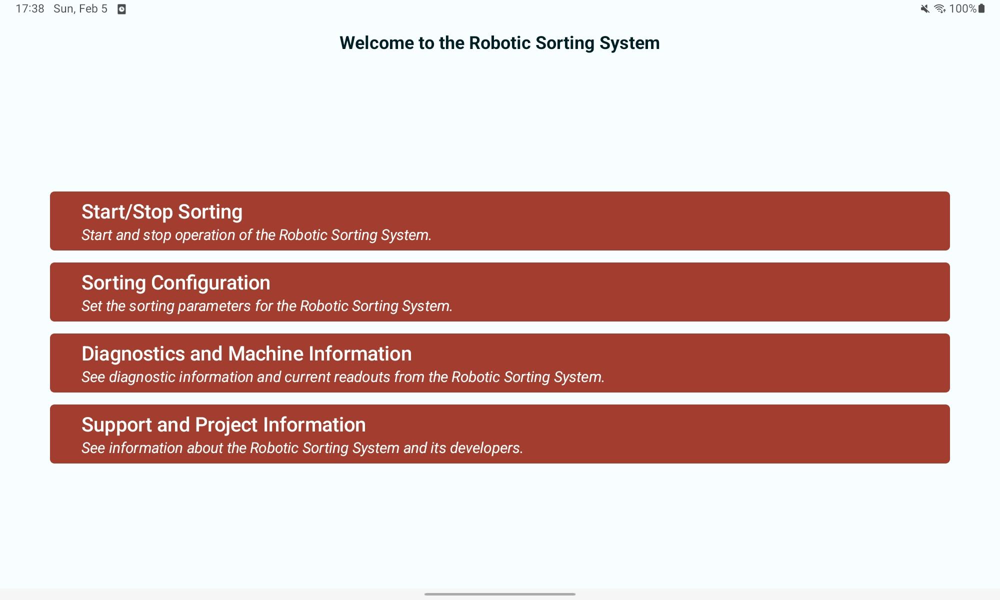 17:38 Sun, Feb 5 100%
Welcome to the Robotic Sorting System
Start/Stop Sorting
Start and stop operation of the Robotic Sorting System.
Sorting Configuration
Set the sorting parameters for the Robotic Sorting System.
Diagnostics and Machine Information
See diagnostic information and current readouts from the Robotic Sorting System.
Support and Project Information
See information about the Robotic Sorting System and its developers.